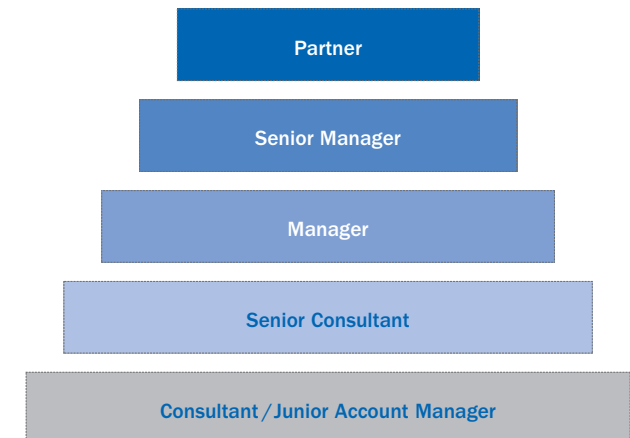 Partner
Senior Manager
Manager
Senior Consultant
Consultant / Junior Account Manager